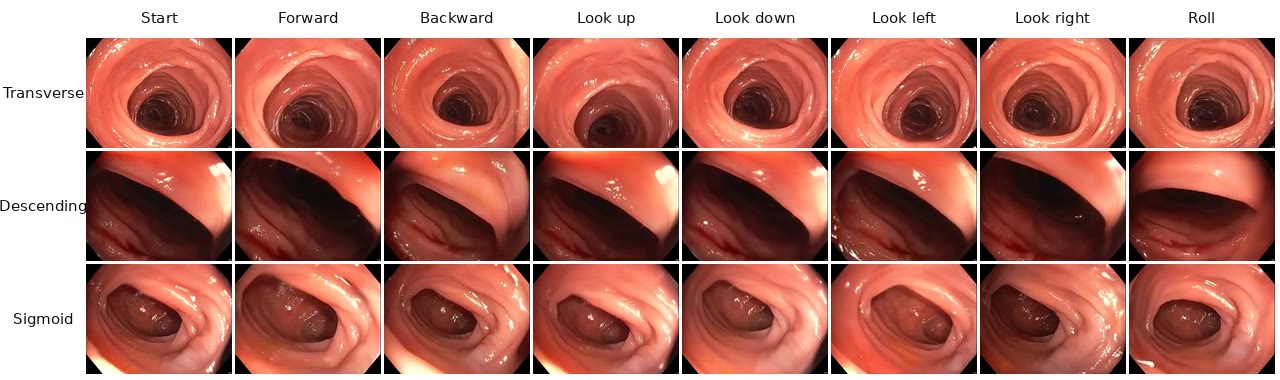 Start Forward Backward Look up Look down Look left Look right Roll
Transverse
Descending
Sigmoid